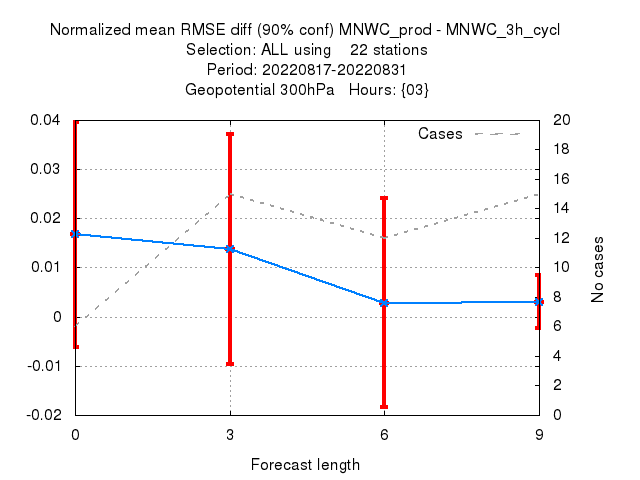 Normalized mean RMSE diff (90% conf) MNWC_prod - MNWC_3h_cycl
Selection: ALL using    22 stations
Period: 20220817-20220831
Geopotential 300hPa   Hours: {03}
Cases
0.04
0.03
0.02
0.01
0
-0.01
-0.02
20
18
16
14
12
10
8
6
4
2
0
No cases
0 3 6 9
Forecast length